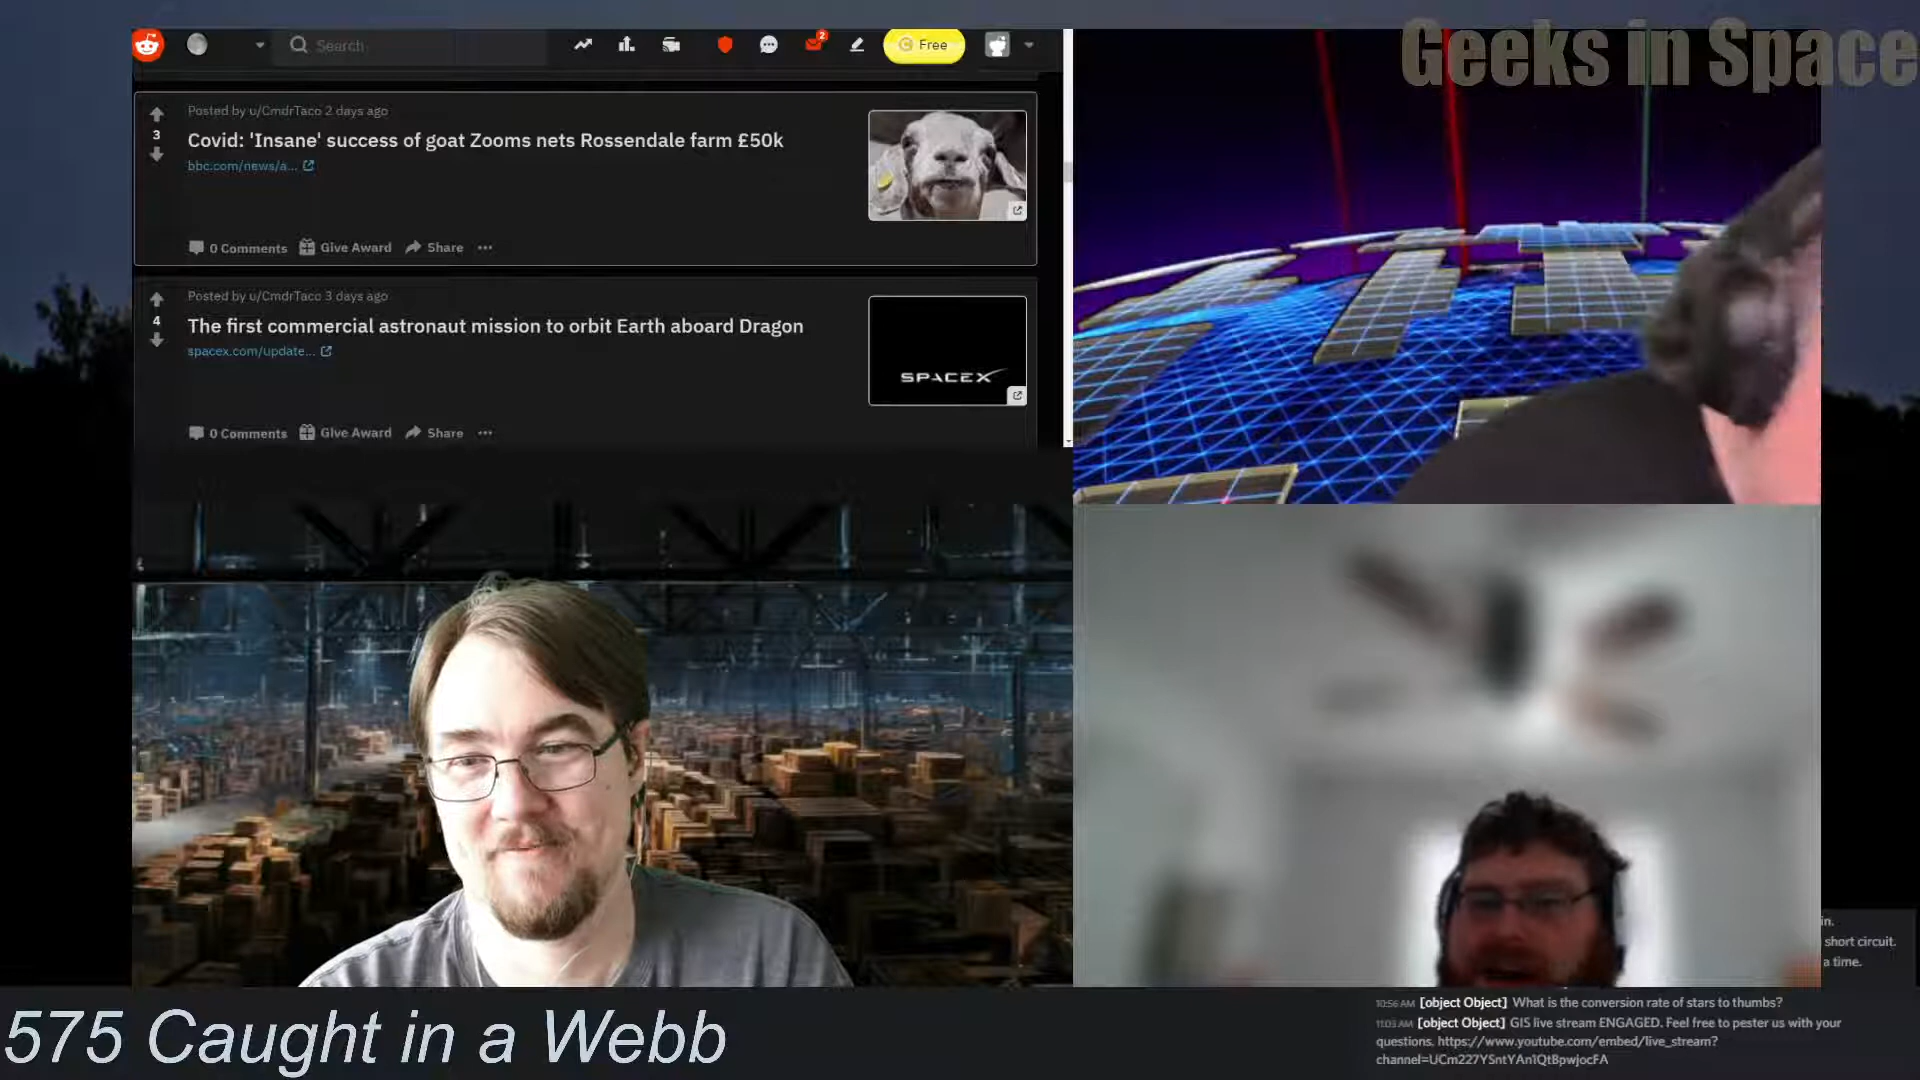 Geeks in Space
Search
2
Free
Posted by u/CmdrTaco 2 days ago
3
Covid: 'Insane' success of goat Zooms nets Rossendale farm £50k
bbc.com/news/a...
0 Comments Give Award Share ...
Posted by u/CmdrTaco 3 days ago
4
The first commercial astronaut mission to orbit Earth aboard Dragon
spacex.com/update...
SPACEX
0 Comments Give Award Share ...
in.
short circuit.
a time.
10:56 AM [object Object] What is the conversion rate of stars to thumbs?
11:03 AM [object Object] GIS live stream ENGAGED. Feel free to pester us with your
questions. https://www.youtube.com/embed/live_stream?
channel=UCm227YSntYAn1QtBpwjocFA
575 Caught in a Webb